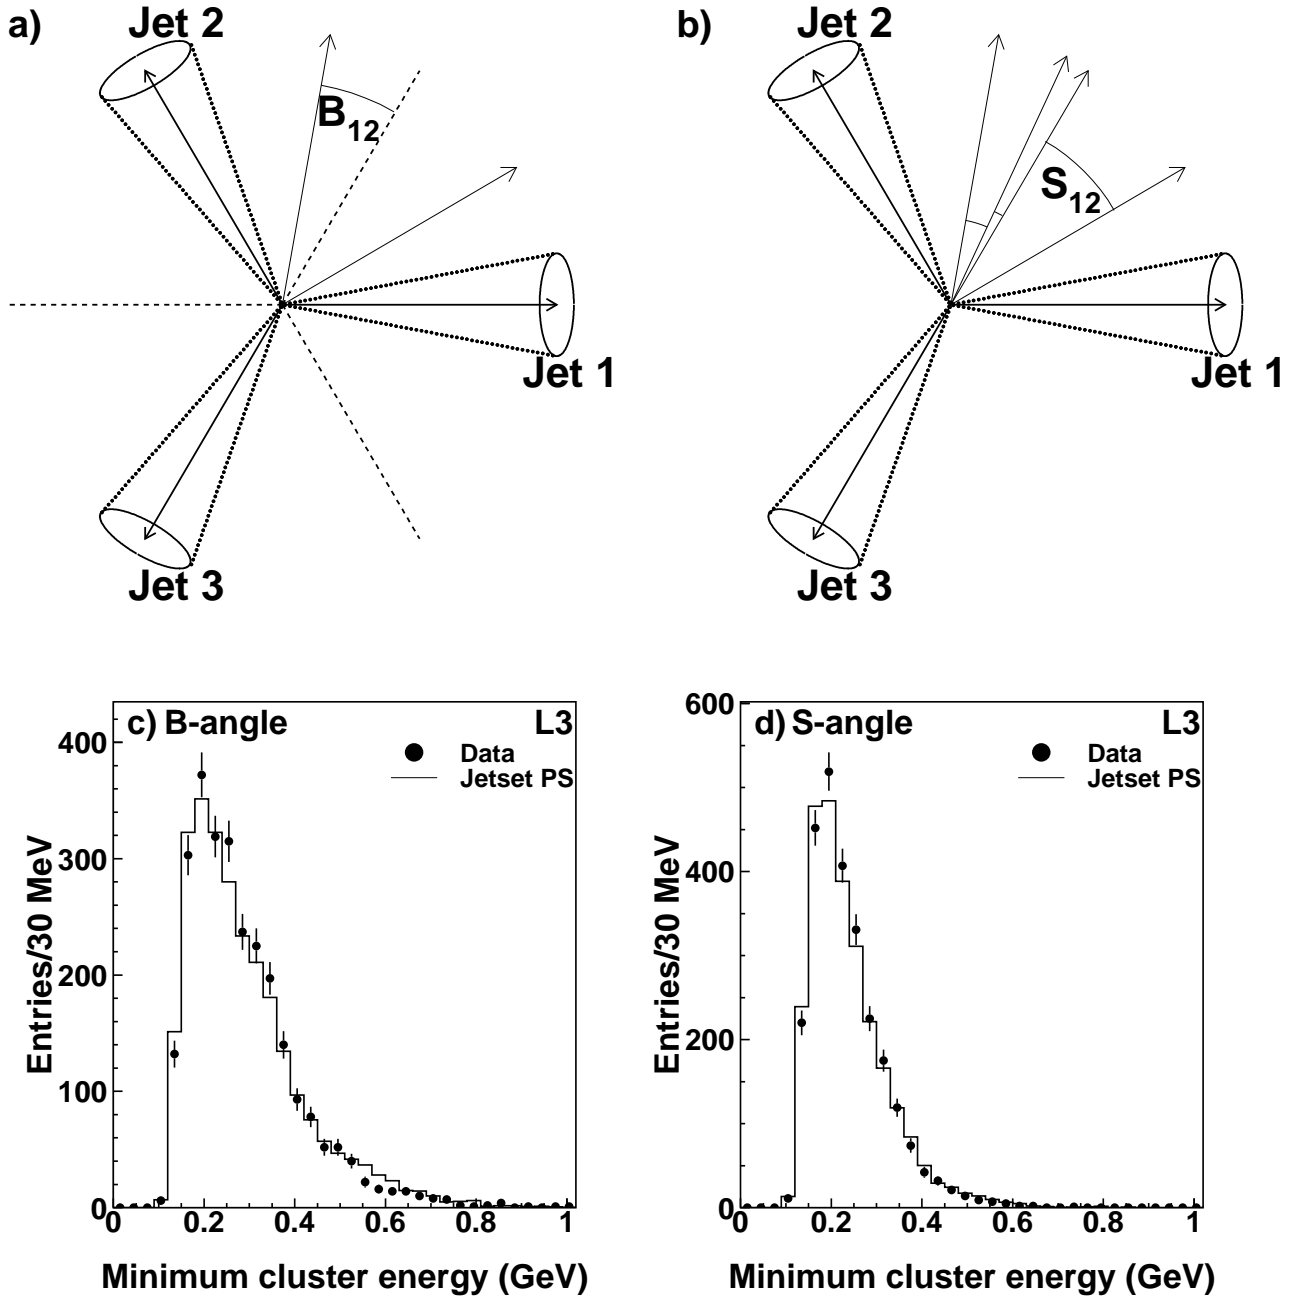 a)
Jet 2
B12
Jet 1
Jet 3
b)
Jet 2
S12
Jet 1
Jet 3
c) B-angle
L3
Data
Jetset PS
Entries/30 MeV
400
300
200
100
0
0 0.2 0.4 0.6 0.8 1
Minimum cluster energy (GeV)
d) S-angle
L3
Data
Jetset PS
Entries/30 MeV
600
400
200
0
0 0.2 0.4 0.6 0.8 1
Minimum cluster energy (GeV)